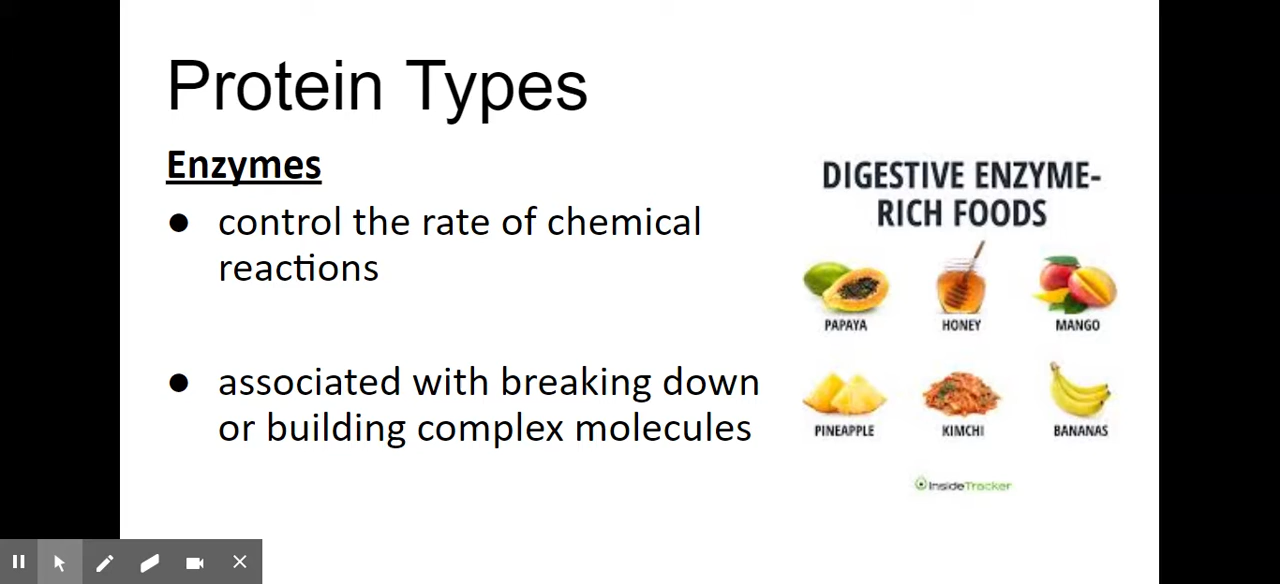 Protein Types
Enzymes
● control the rate of chemical
reactions
● associated with breaking down
or building complex molecules
DIGESTIVE ENZYME-
RICH FOODS
PAPAYA HONEY MANGO
PINEAPPLE KIMCHI BANANAS
InsideTracker